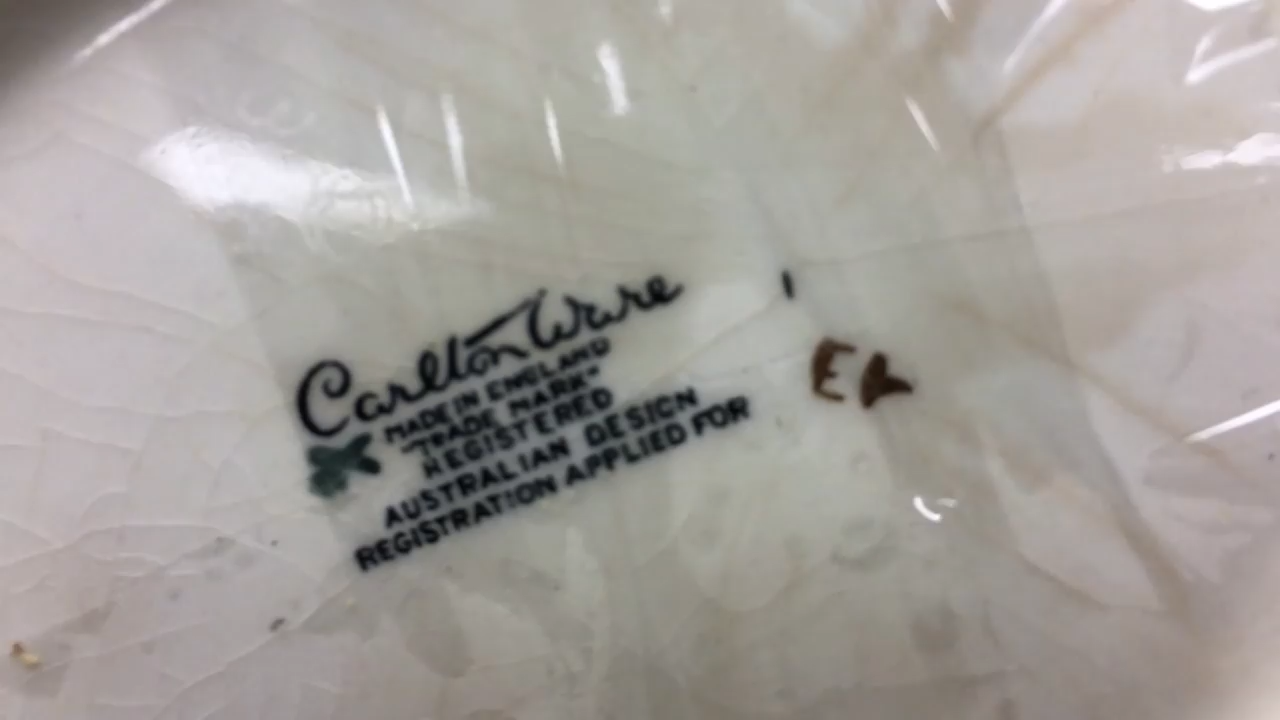 Carlton Ware
MADE IN ENGLAND
"TRADE MARK"
REGISTERED
AUSTRALIAN DESIGN
REGISTRATION APPLIED FOR